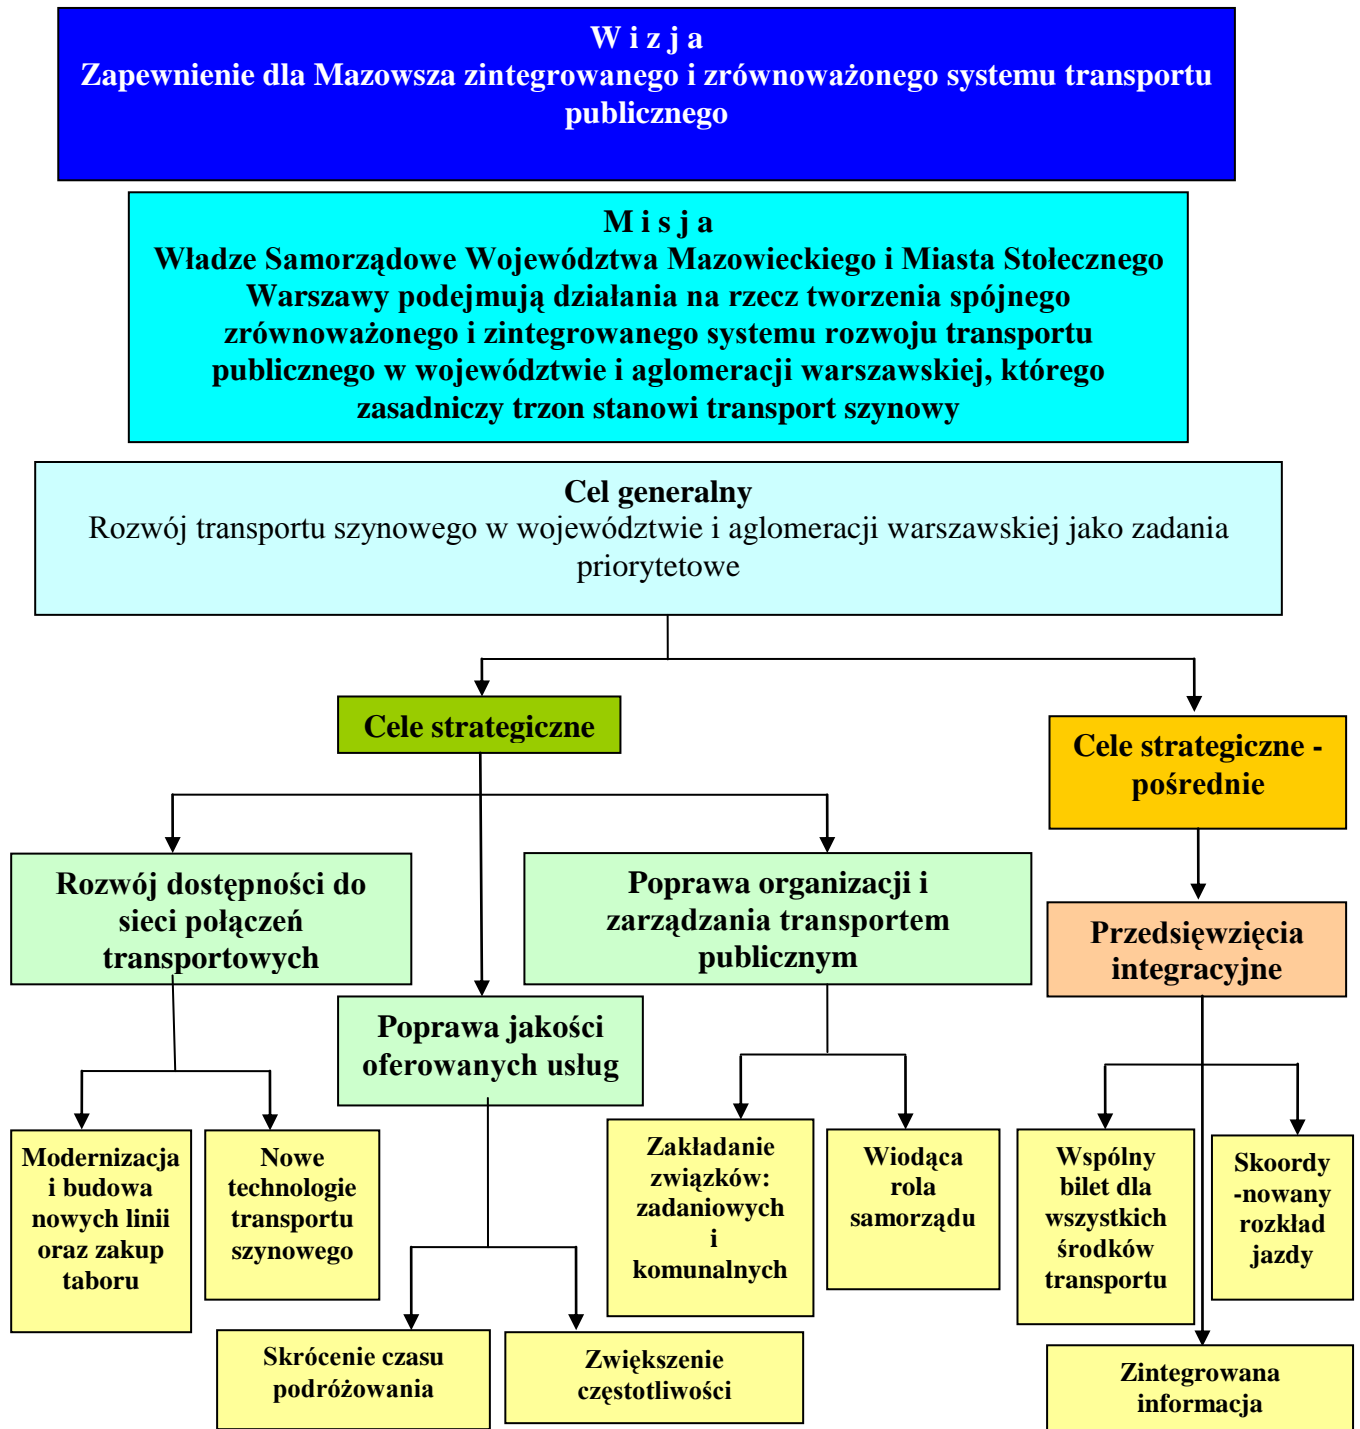 W i z j a
Zapewnienie dla Mazowsza zintegrowanego i zrównoważonego systemu transportu
publicznego
M i s j a
Władze Samorządowe Województwa Mazowieckiego i Miasta Stołecznego
Warszawy podejmują działania na rzecz tworzenia spójnego
zrównoważonego i zintegrowanego systemu rozwoju transportu
publicznego w województwie i aglomeracji warszawskiej, którego
zasadniczy trzon stanowi transport szynowy
Cel generalny
Rozwój transportu szynowego w województwie i aglomeracji warszawskiej jako zadania
priorytetowe
Cele strategiczne
Cele strategiczne -
pośrednie
Rozwój dostępności do
sieci połączeń
transportowych
Poprawa jakości
oferowanych usług
Poprawa organizacji i
zarządzania transportem
publicznym
Przedsięwzięcia
integracyjne
Modernizacja
i budowa
nowych linii
oraz zakup
taboru
Nowe
technologie
transportu
szynowego
Skrócenie czasu
podróżowania
Zwiększenie
częstotliwości
Zakładanie
związków:
zadaniowych
i
komunalnych
Wiodąca
rola
samorządu
Wspólny
bilet dla
wszystkich
środków
transportu
Skoordy
-nowany
rozkład
jazdy
Zintegrowana
informacja